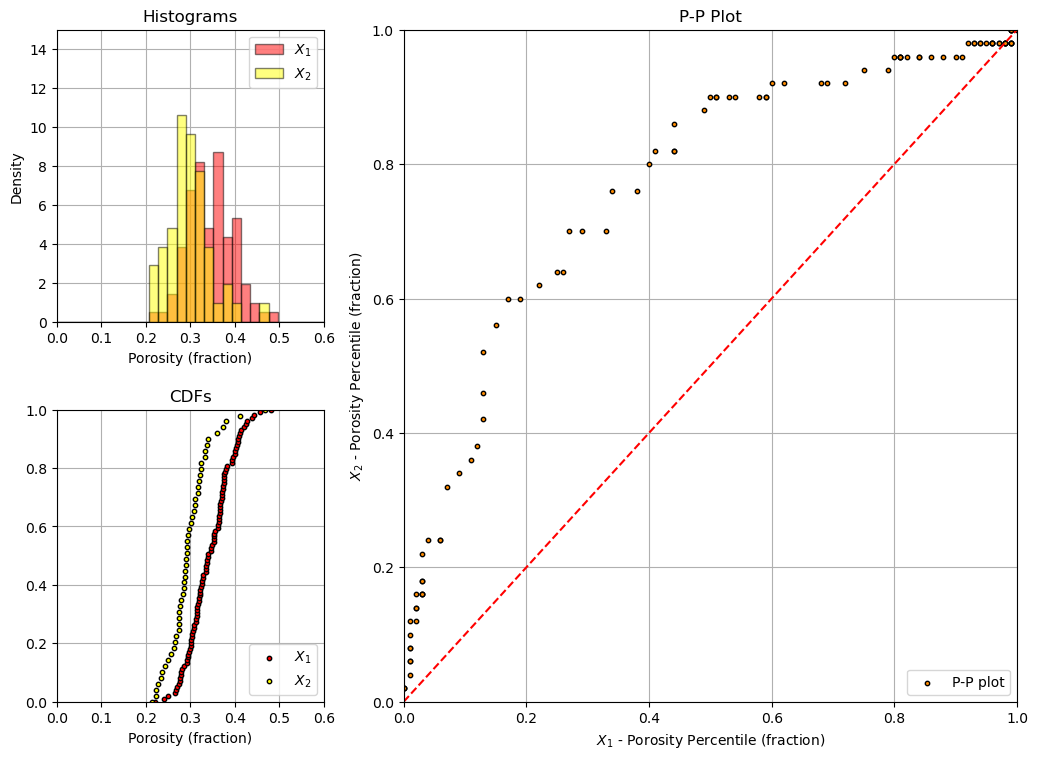 Histograms
X₁
X₂
14
12
10
8
6
4
2
0
Density
0.0 0.1 0.2 0.3 0.4 0.5 0.6
Porosity (fraction)
CDFs
1.0
0.8
0.6
0.4
0.2
0.0
X₁
X₂
0.0 0.1 0.2 0.3 0.4 0.5 0.6
Porosity (fraction)
P-P Plot
1.0
0.8
0.6
0.4
0.2
0.0
X₂ - Porosity Percentile (fraction)
P-P plot
0.0 0.2 0.4 0.6 0.8 1.0
X₁ - Porosity Percentile (fraction)